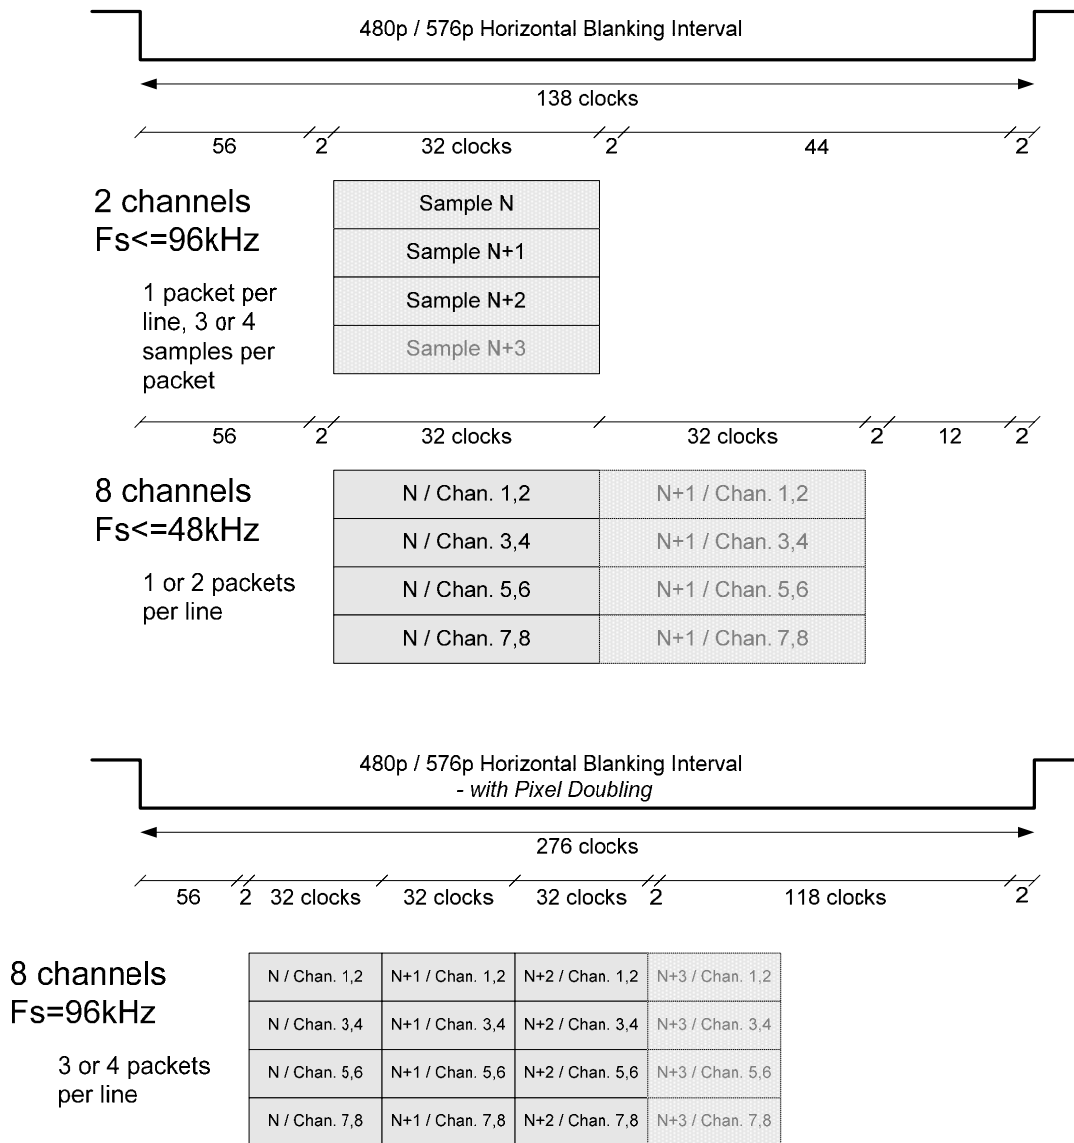 480p / 576p Horizontal Blanking Interval
138 clocks
56 2 32 clocks 2 44 2
2 channels
Fs<=96kHz
1 packet per
line, 3 or 4
samples per
packet
Sample N
Sample N+1
Sample N+2
Sample N+3
56 2 32 clocks 32 clocks 2 12 2
8 channels
Fs<=48kHz
1 or 2 packets
per line
N / Chan. 1,2 N+1 / Chan. 1,2
N / Chan. 3,4 N+1 / Chan. 3,4
N / Chan. 5,6 N+1 / Chan. 5,6
N / Chan. 7,8 N+1 / Chan. 7,8
480p / 576p Horizontal Blanking Interval
- with Pixel Doubling
276 clocks
56 2 32 clocks 32 clocks 32 clocks 2 118 clocks 2
8 channels
Fs=96kHz
3 or 4 packets
per line
N / Chan. 1,2 N+1 / Chan. 1,2 N+2 / Chan. 1,2 N+3 / Chan. 1,2
N / Chan. 3,4 N+1 / Chan. 3,4 N+2 / Chan. 3,4 N+3 / Chan. 3,4
N / Chan. 5,6 N+1 / Chan. 5,6 N+2 / Chan. 5,6 N+3 / Chan. 5,6
N / Chan. 7,8 N+1 / Chan. 7,8 N+2 / Chan. 7,8 N+3 / Chan. 7,8